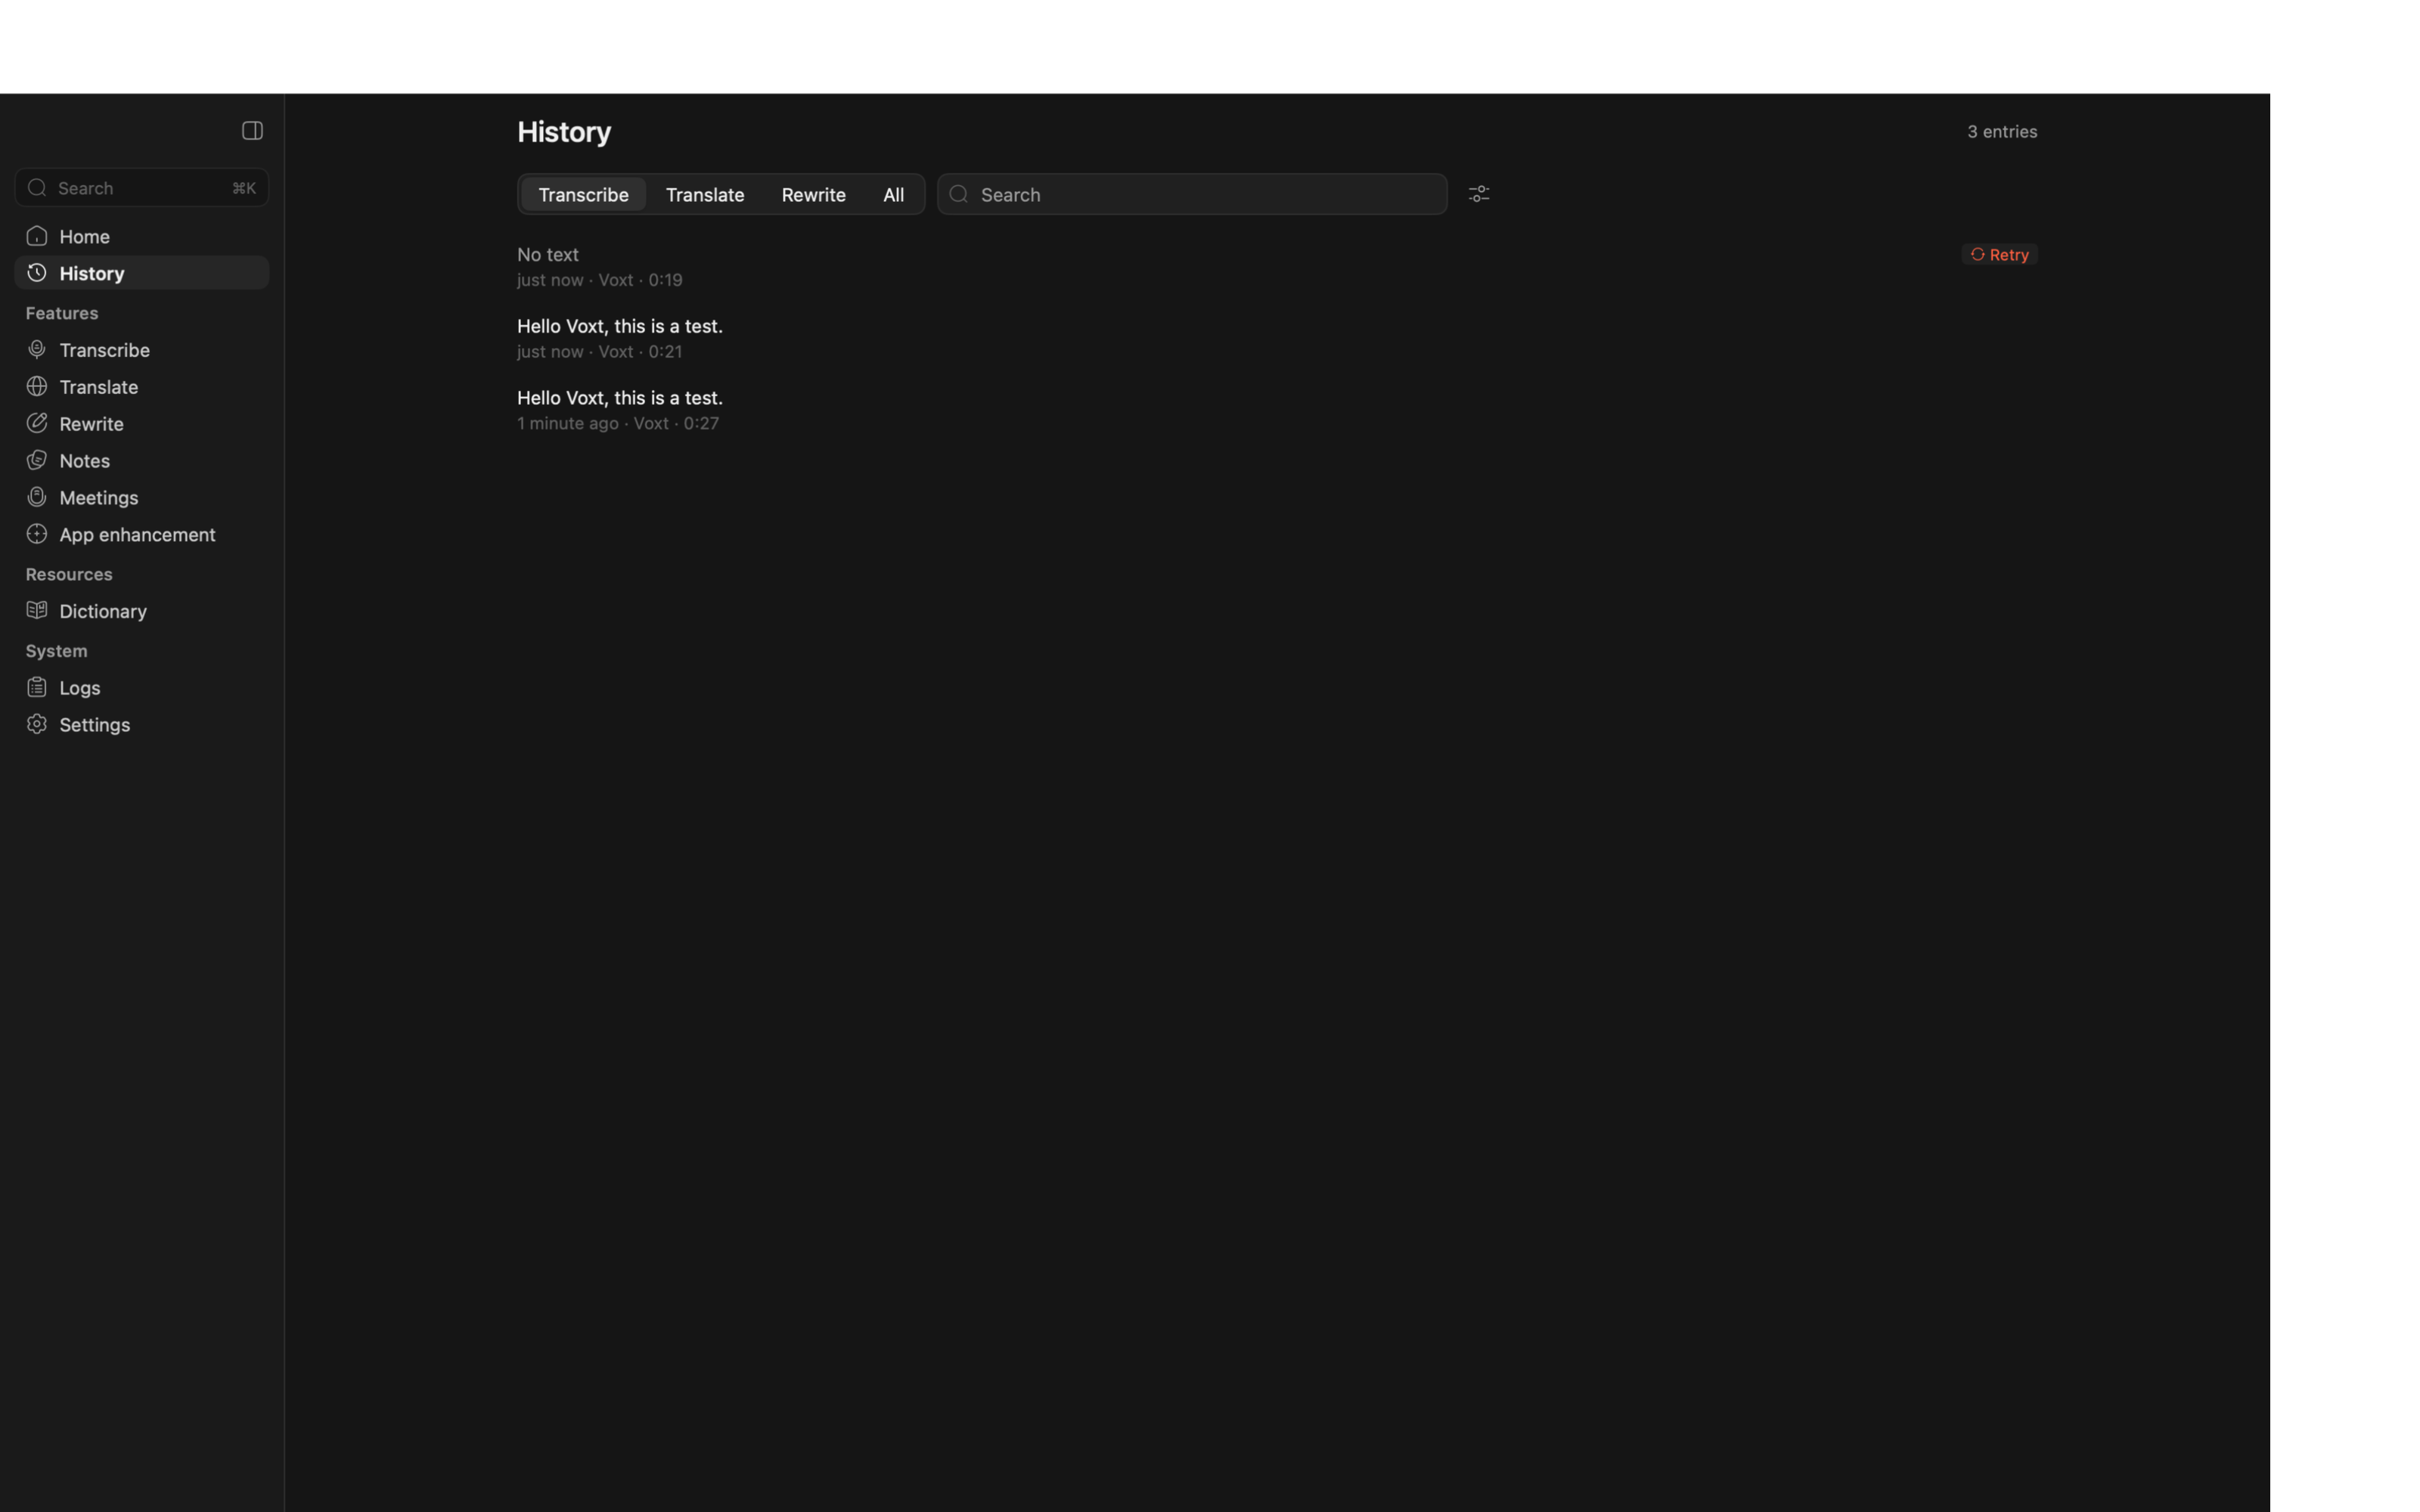 History
3 entries
Search ⌘K
Transcribe Translate Rewrite All
Search
Home
History
Features
Transcribe
Translate
Rewrite
Notes
Meetings
App enhancement
Resources
Dictionary
System
Logs
Settings
No text
Retry
just now · Voxt · 0:19
Hello Voxt, this is a test.
just now · Voxt · 0:21
Hello Voxt, this is a test.
1 minute ago · Voxt · 0:27